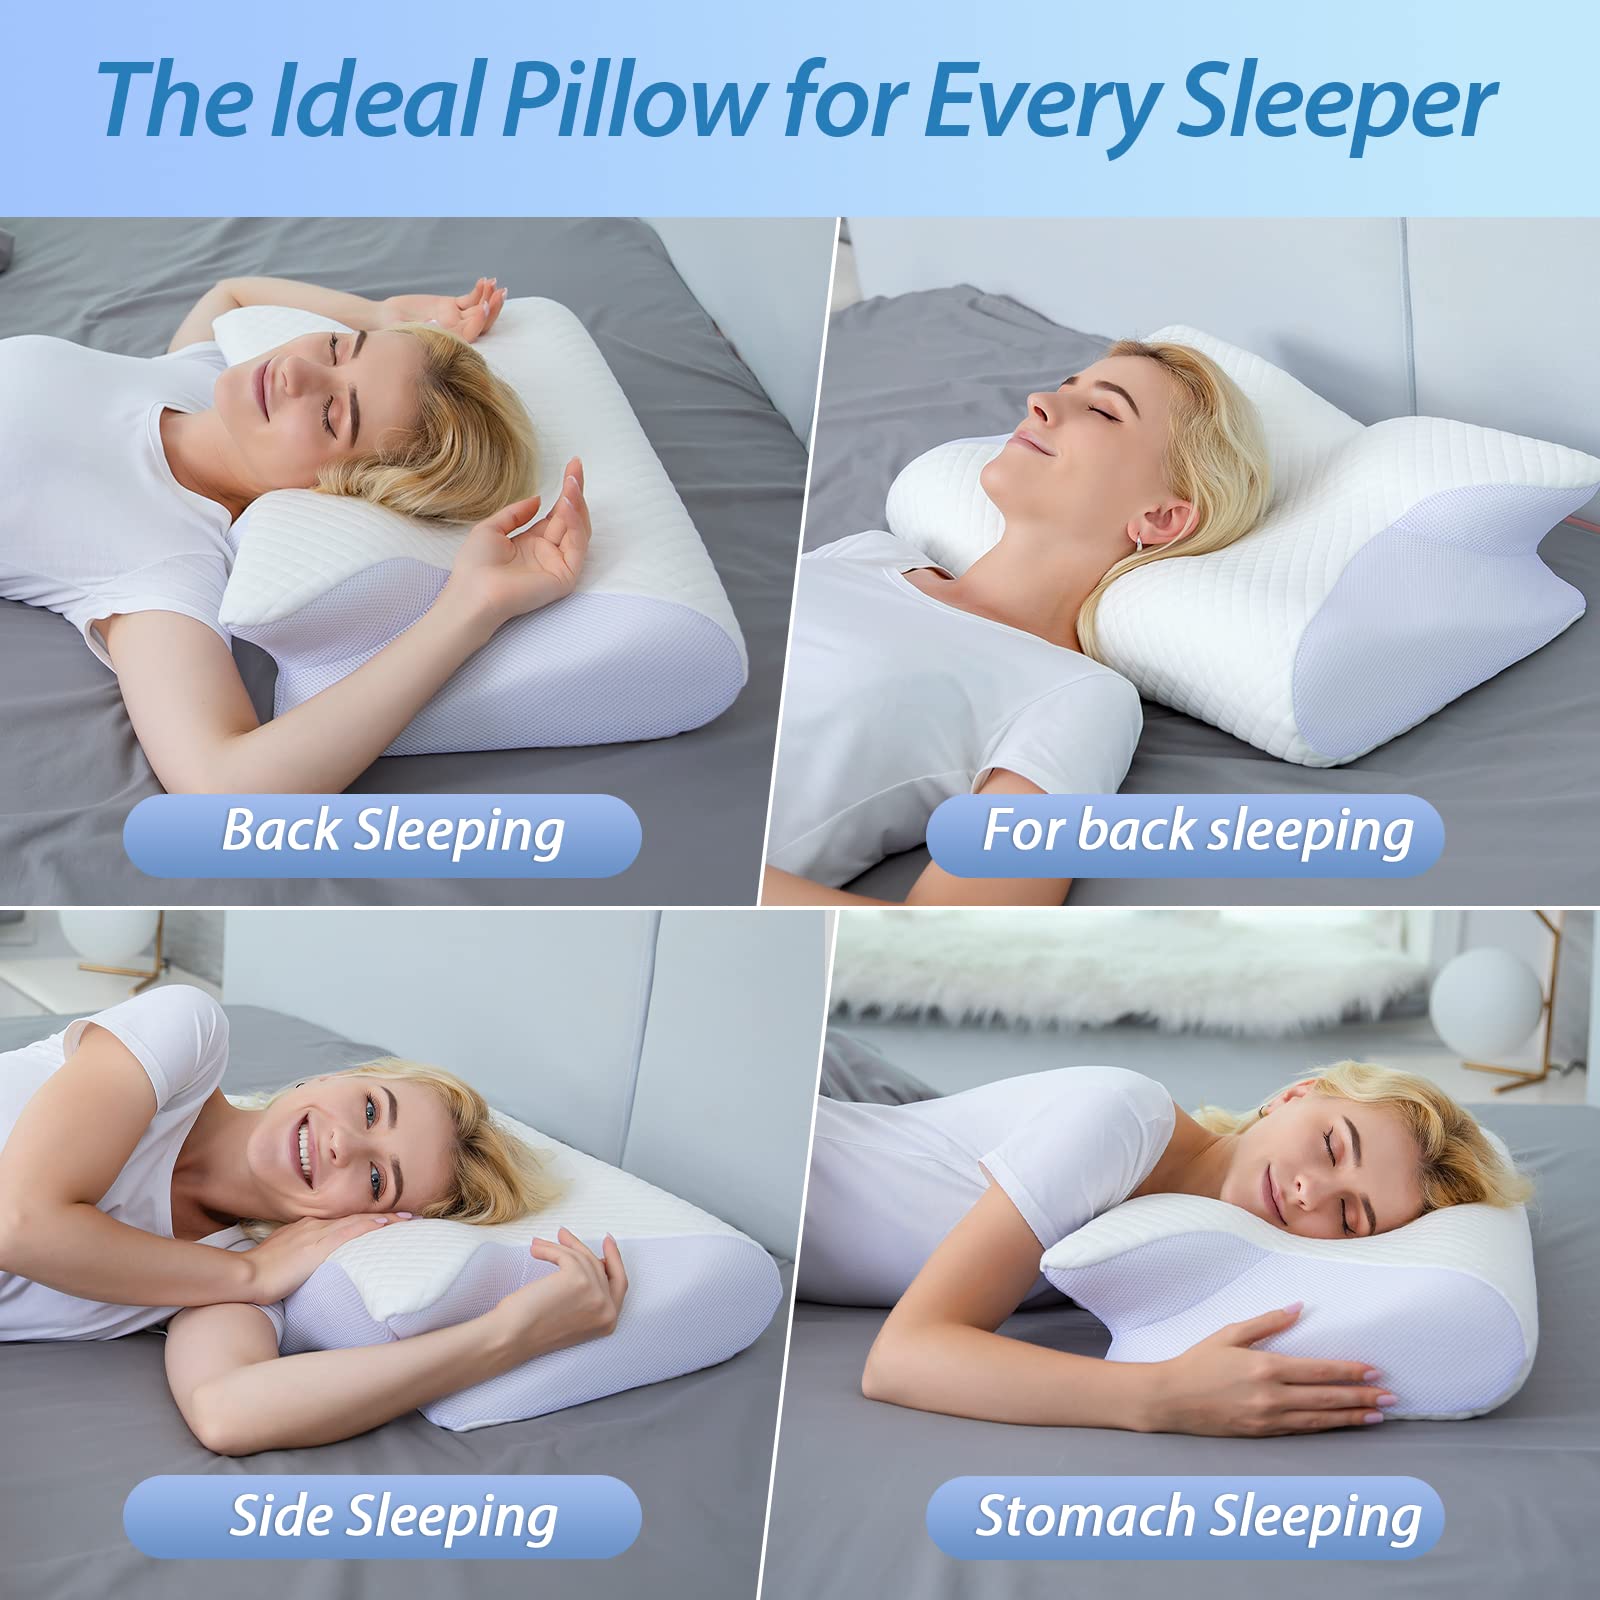 The Ideal Pillow for Every Sleeper
Back Sleeping
For back sleeping
Side Sleeping
Stomach Sleeping